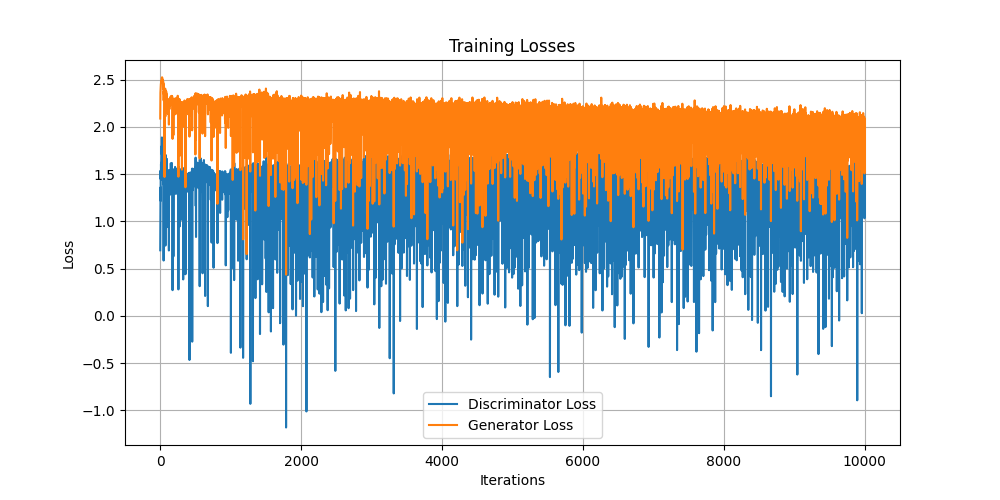 Training Losses
Loss
2.5
2.0
1.5
1.0
0.5
0.0
−0.5
−1.0
Discriminator Loss
Generator Loss
0 2000 4000 6000 8000 10000
Iterations